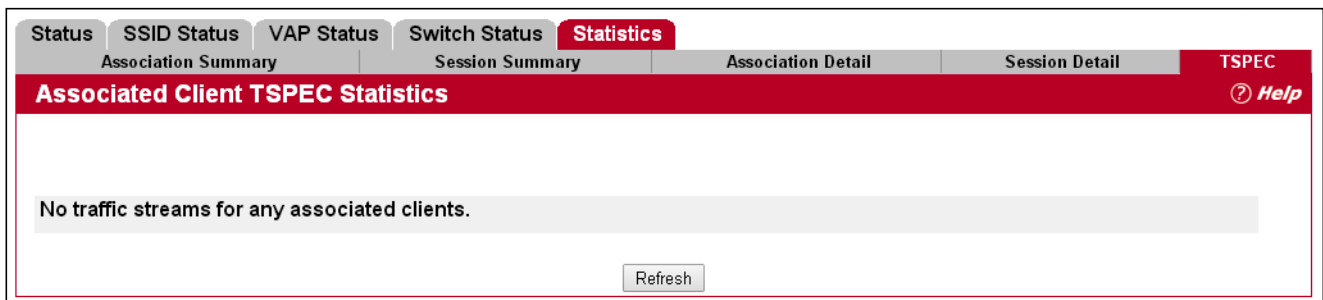 Status SSID Status VAP Status Switch Status Statistics
Association Summary Session Summary Association Detail Session Detail TSPEC
Associated Client TSPEC Statistics ? Help
No traffic streams for any associated clients.
Refresh